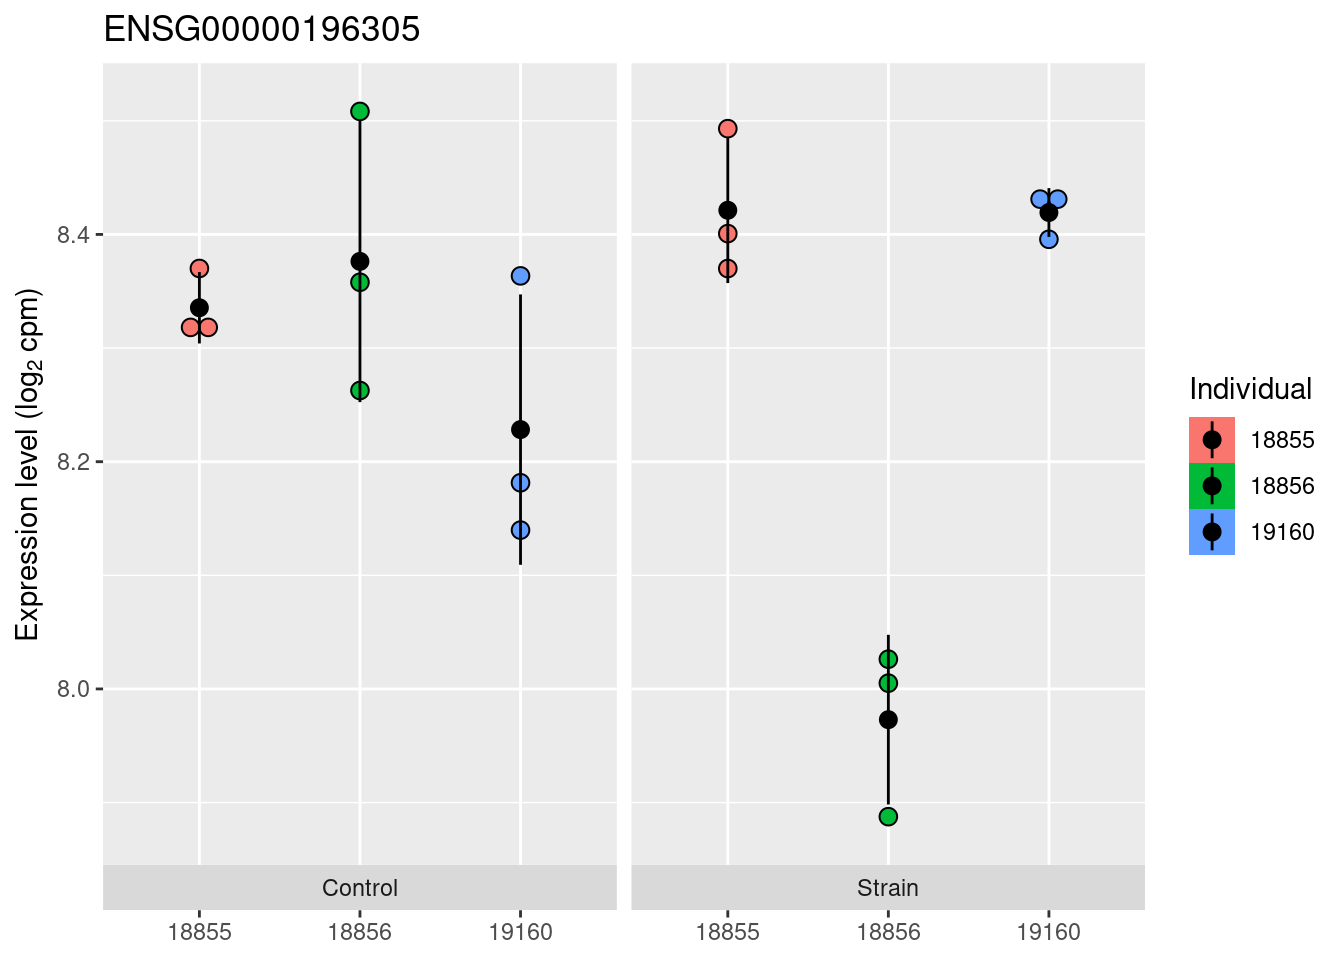 ENSG00000196305
Expression level (log₂ cpm)
8.4
8.2
8.0
Control
Strain
18855
18856
19160
18855
18856
19160
Individual
18855
18856
19160